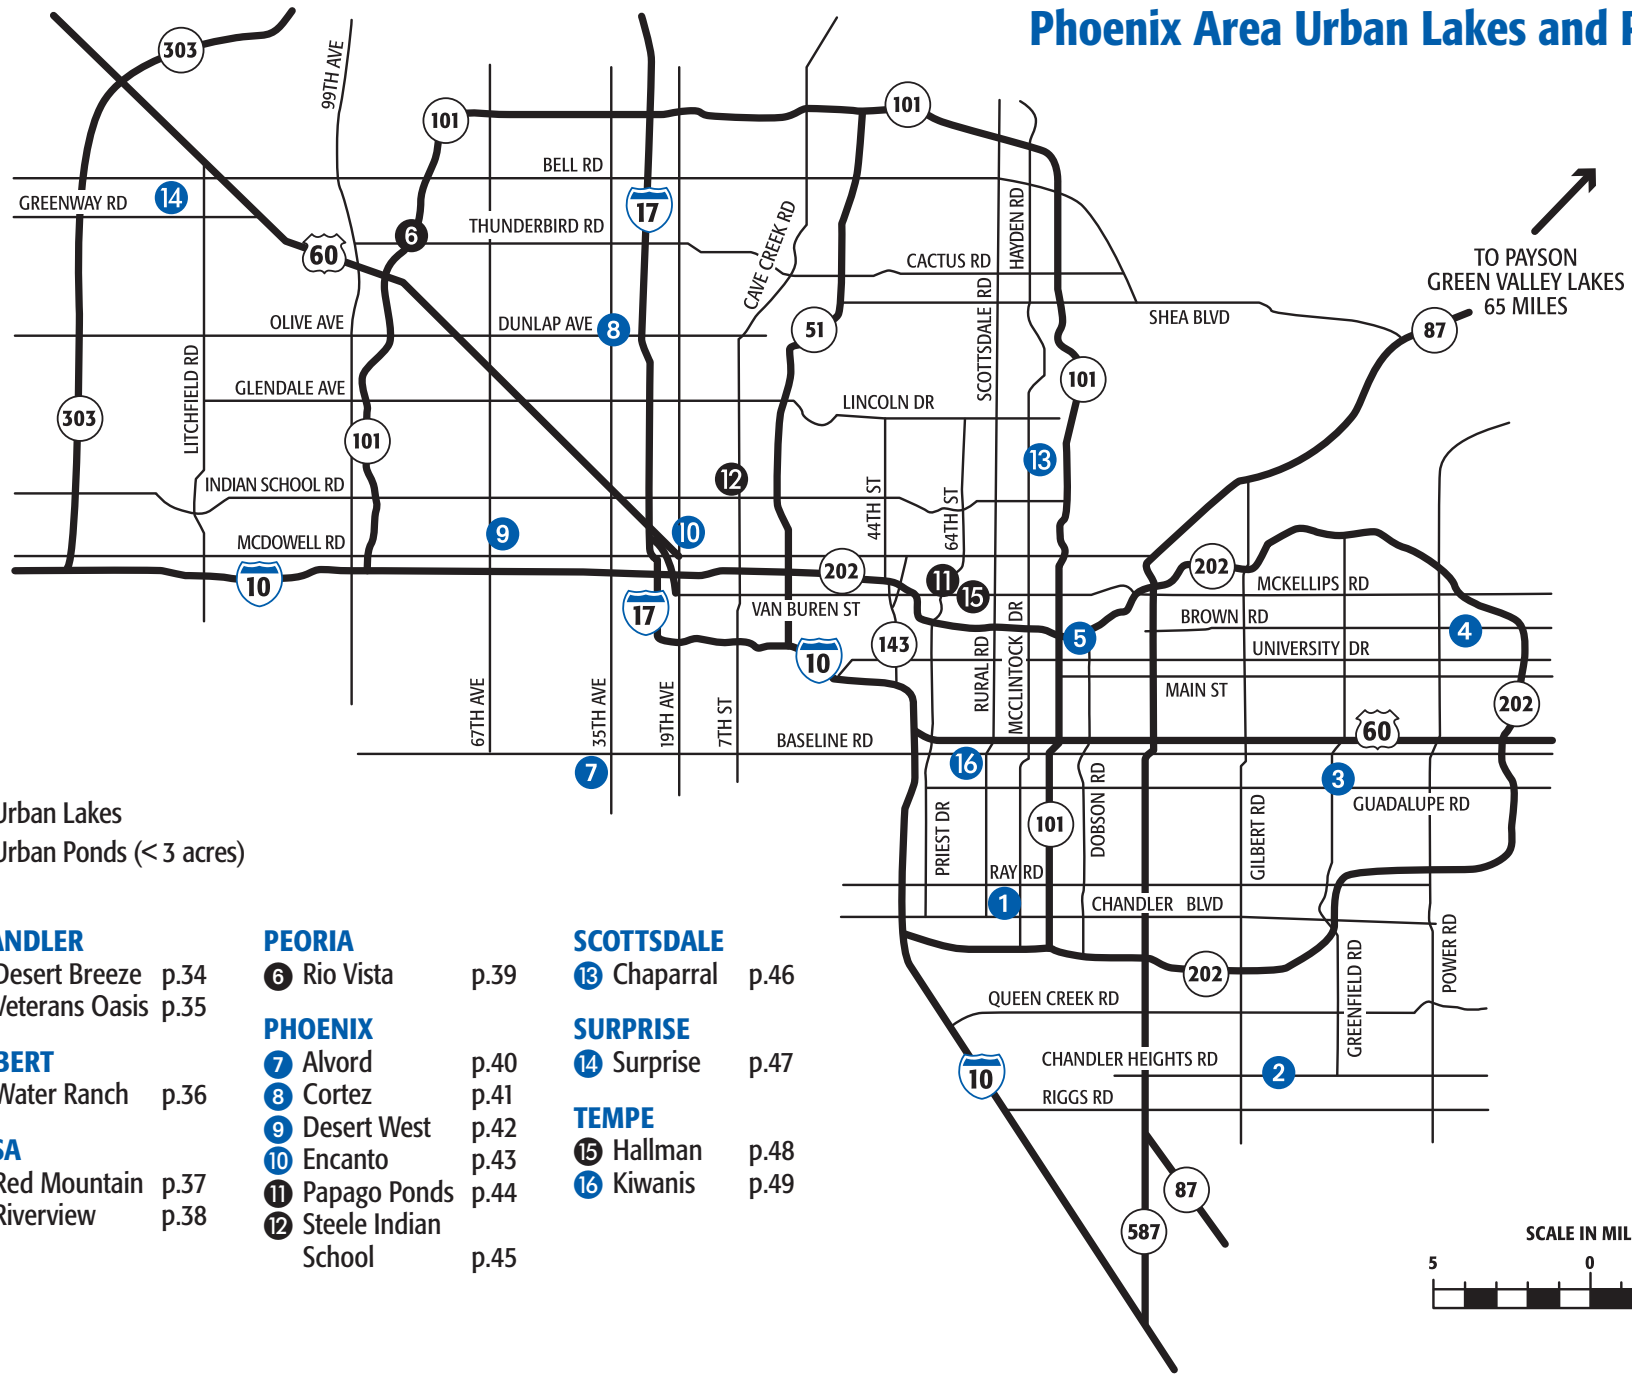 Phoenix Area Urban Lakes and P
303
99TH AVE
101
101
BELL RD
GREENWAY RD
14
17
HAYDEN RD
6
THUNDERBIRD RD
CAVE CREEK RD
60
CACTUS RD
TO PAYSON
GREEN VALLEY LAKES
65 MILES
OLIVE AVE
DUNLAP AVE
8
51
SCOTTSDALE RD
SHEA BLVD
87
LITCHFIELD RD
GLENDALE AVE
101
303
LINCOLN DR
101
13
INDIAN SCHOOL RD
12
44TH ST
64TH ST
MCDOWELL RD
9
10
10
202
202
11
15
MCKELLIPS RD
17
VAN BUREN ST
BROWN RD
5
4
143
10
RURAL RD
MCCLINTOCK DR
UNIVERSITY DR
MAIN ST
202
67TH AVE
35TH AVE
19TH AVE
7TH ST
BASELINE RD
60
7
16
3
DOBSON RD
GUADALUPE RD
Urban Lakes
PRIEST DR
101
GILBERT RD
Urban Ponds (< 3 acres)
RAY RD
1
CHANDLER BLVD
POWER RD
GREENFIELD RD
202
QUEEN CREEK RD
CHANDLER HEIGHTS RD
2
10
RIGGS RD
87
587
ANDLER
Desert Breeze p.34
Veterans Oasis p.35
BERT
Water Ranch p.36
SA
Red Mountain p.37
Riverview p.38
PEORIA
6 Rio Vista p.39
PHOENIX
7 Alvord p.40
8 Cortez p.41
9 Desert West p.42
10 Encanto p.43
11 Papago Ponds p.44
12 Steele Indian
School p.45
SCOTTSDALE
13 Chaparral p.46
SURPRISE
14 Surprise p.47
TEMPE
15 Hallman p.48
16 Kiwanis p.49
SCALE IN MIL
5 0